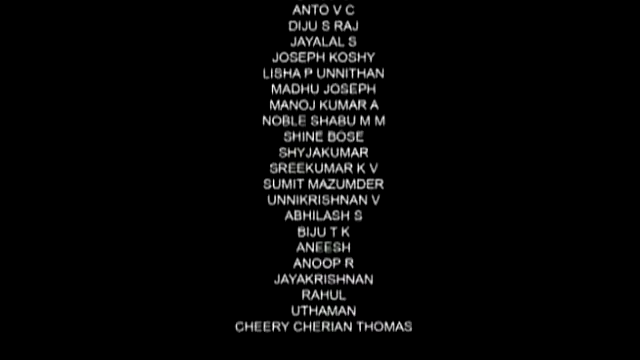 ANTO V C
DIJU S RAJ
JAYALAL S
JOSEPH KOSHY
LISHA P UNNITHAN
MADHU JOSEPH
MANOJ KUMAR A
NOBLE SHABU M M
SHINE BOSE
SHYJAKUMAR
SREEKUMAR K V
SUMIT MAZUMDER
UNNIKRISHNAN V
ABHILASH S
BIJU T K
ANEESH
ANOOP R
JAYAKRISHNAN
RAHUL
UTHAMAN
CHEERY CHERIAN THOMAS